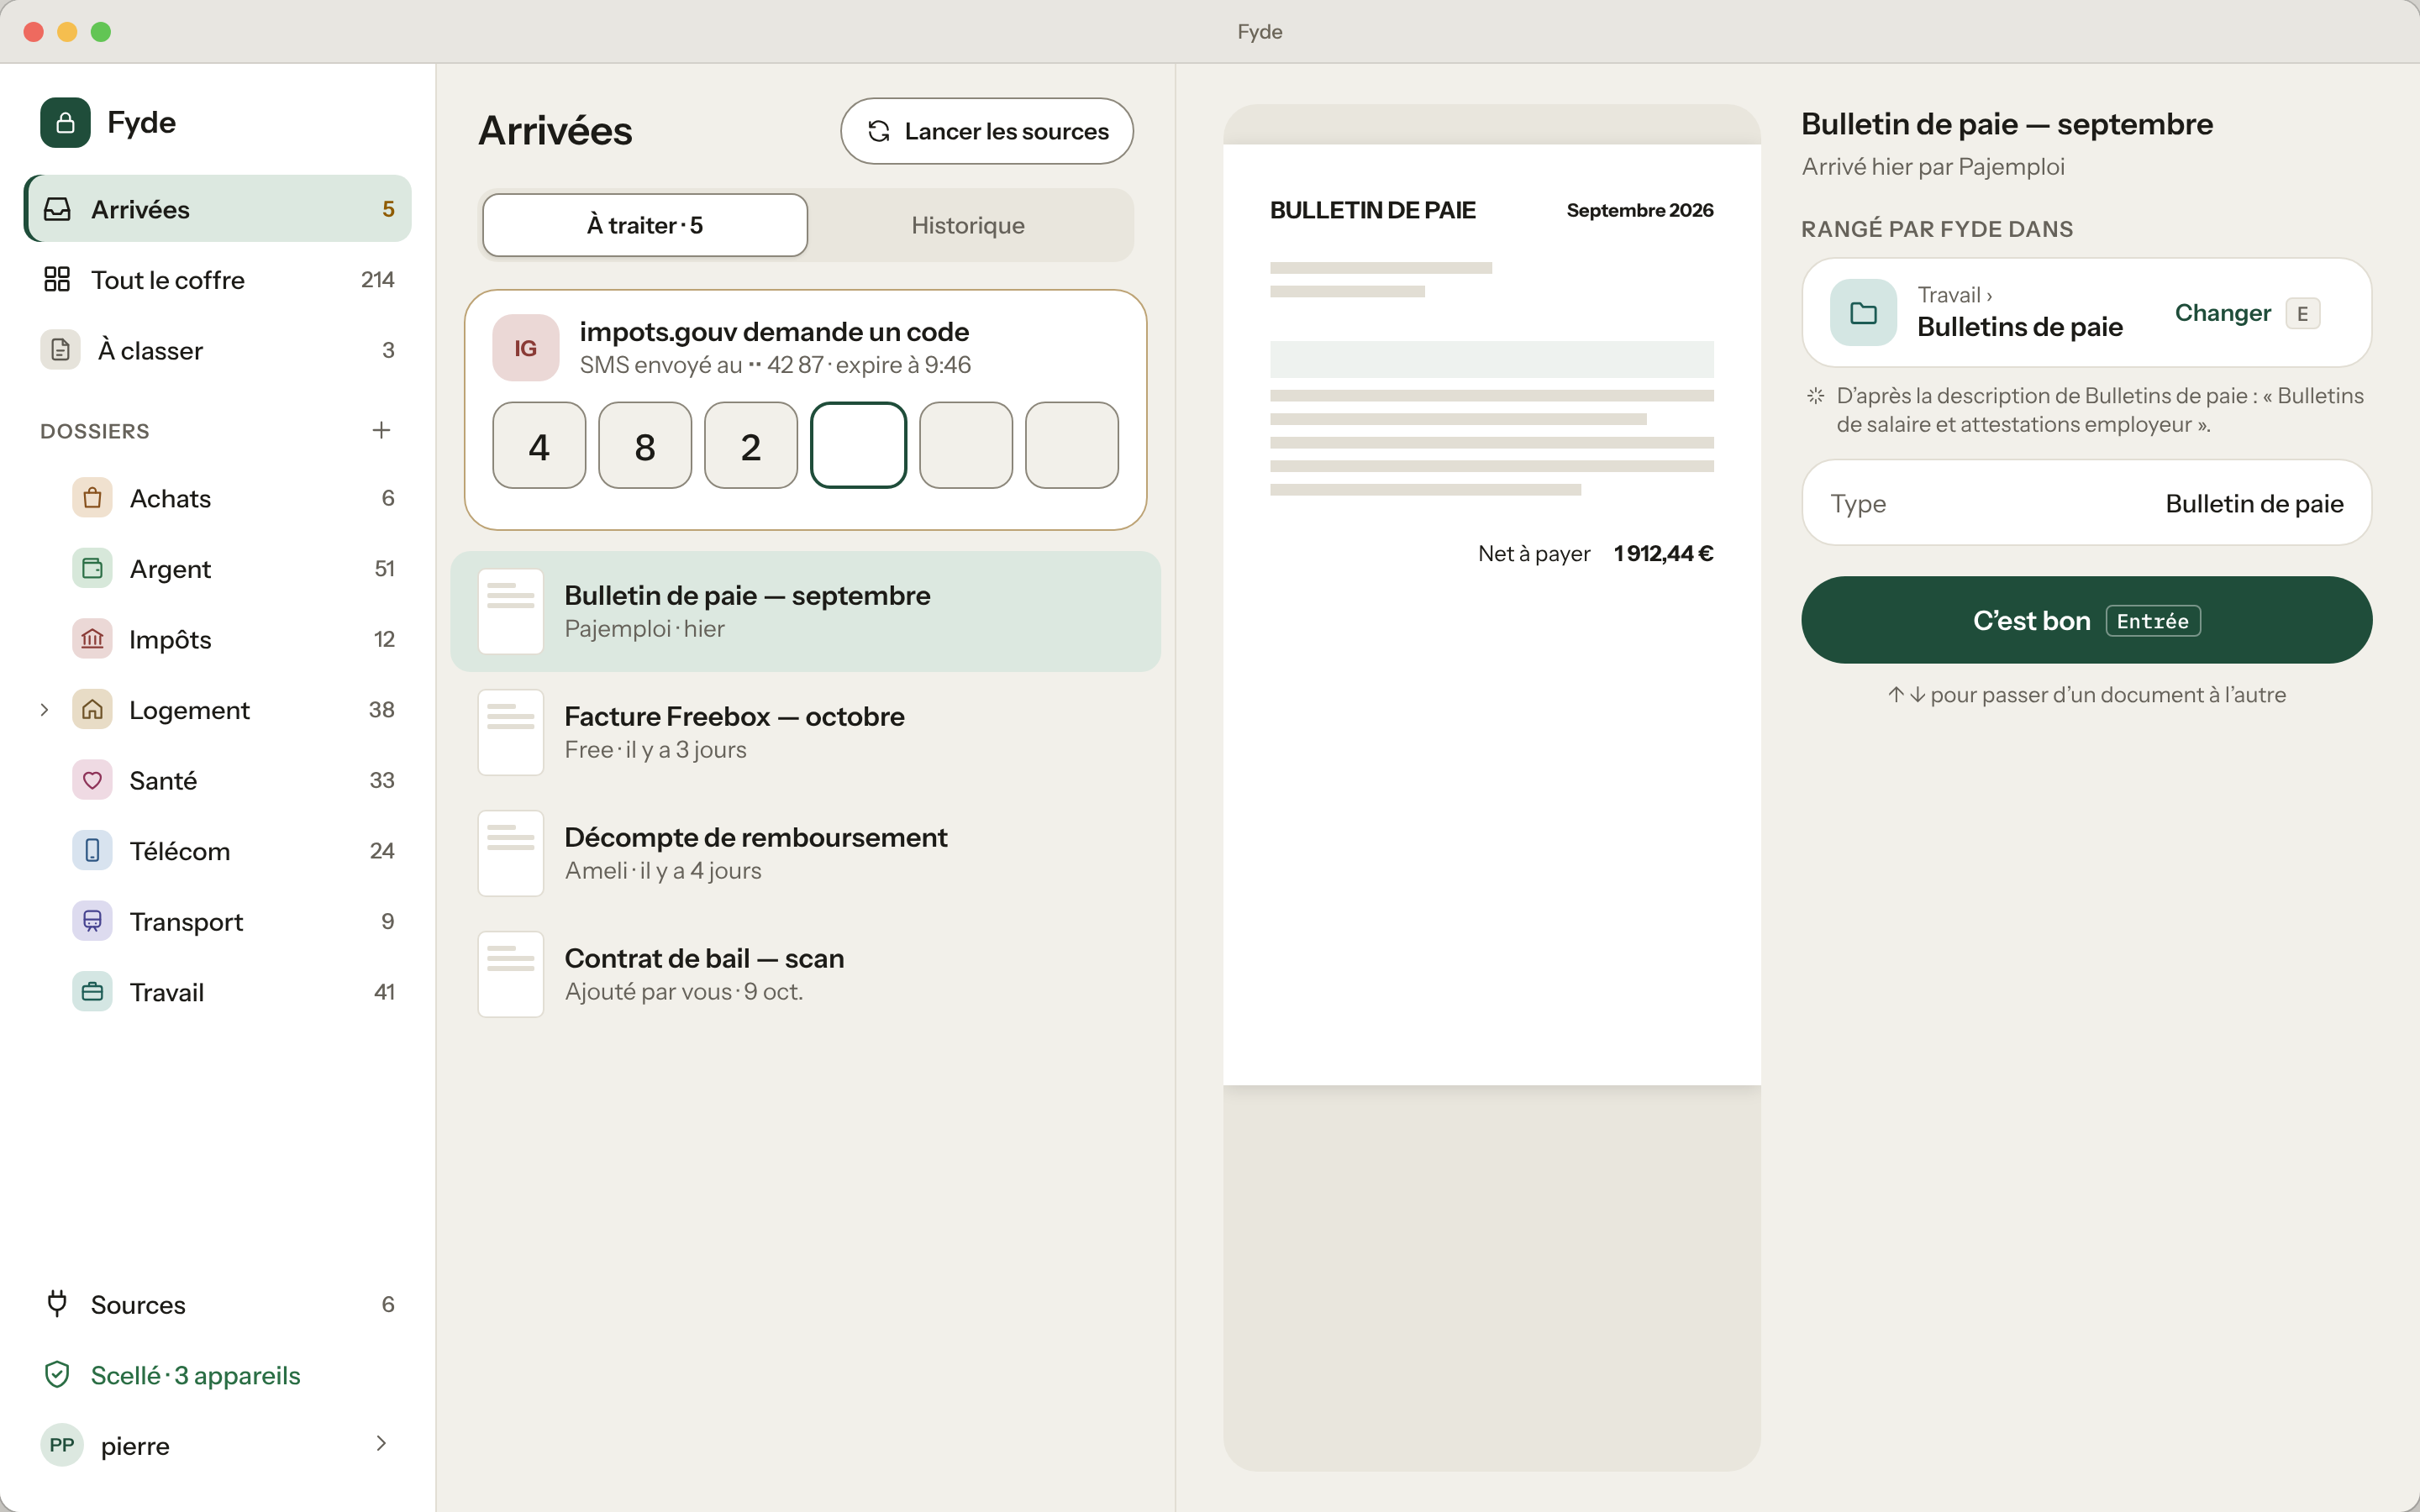 Fyde
Fyde
Arrivées 5
Tout le coffre 214
À classer 3
DOSSIERS
Achats 6
Argent 51
Impôts 12
Logement 38
Santé 33
Télécom 24
Transport 9
Travail 41
Sources 6
Scellé · 3 appareils
PP pierre
Arrivées
Lancer les sources
À traiter · 5
Historique
IG
impots.gouv demande un code
SMS envoyé au ·· 42 87 · expire à 9:46
4 8 2
Bulletin de paie — septembre
Pajemploi · hier
Facture Freebox — octobre
Free · il y a 3 jours
Décompte de remboursement
Ameli · il y a 4 jours
Contrat de bail — scan
Ajouté par vous · 9 oct.
BULLETIN DE PAIE Septembre 2026
Net à payer 1 912,44 €
Bulletin de paie — septembre
Arrivé hier par Pajemploi
RANGÉ PAR FYDE DANS
Travail ›
Bulletins de paie
Changer E
D’après la description de Bulletins de paie : « Bulletins
de salaire et attestations employeur ».
Type Bulletin de paie
C’est bon Entrée
↑ ↓ pour passer d’un document à l’autre